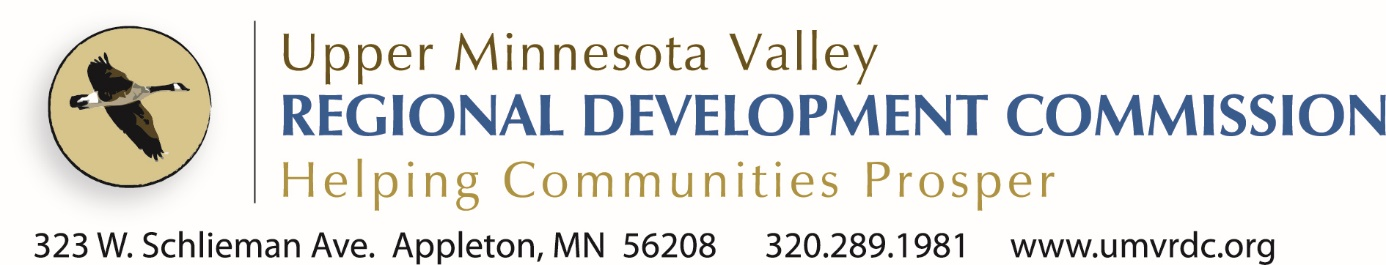 Upper Minnesota Valley
REGIONAL DEVELOPMENT COMMISSION
Helping Communities Prosper
323 W. Schlieman Ave. Appleton, MN 56208 320.289.1981 www.umvrdc.org